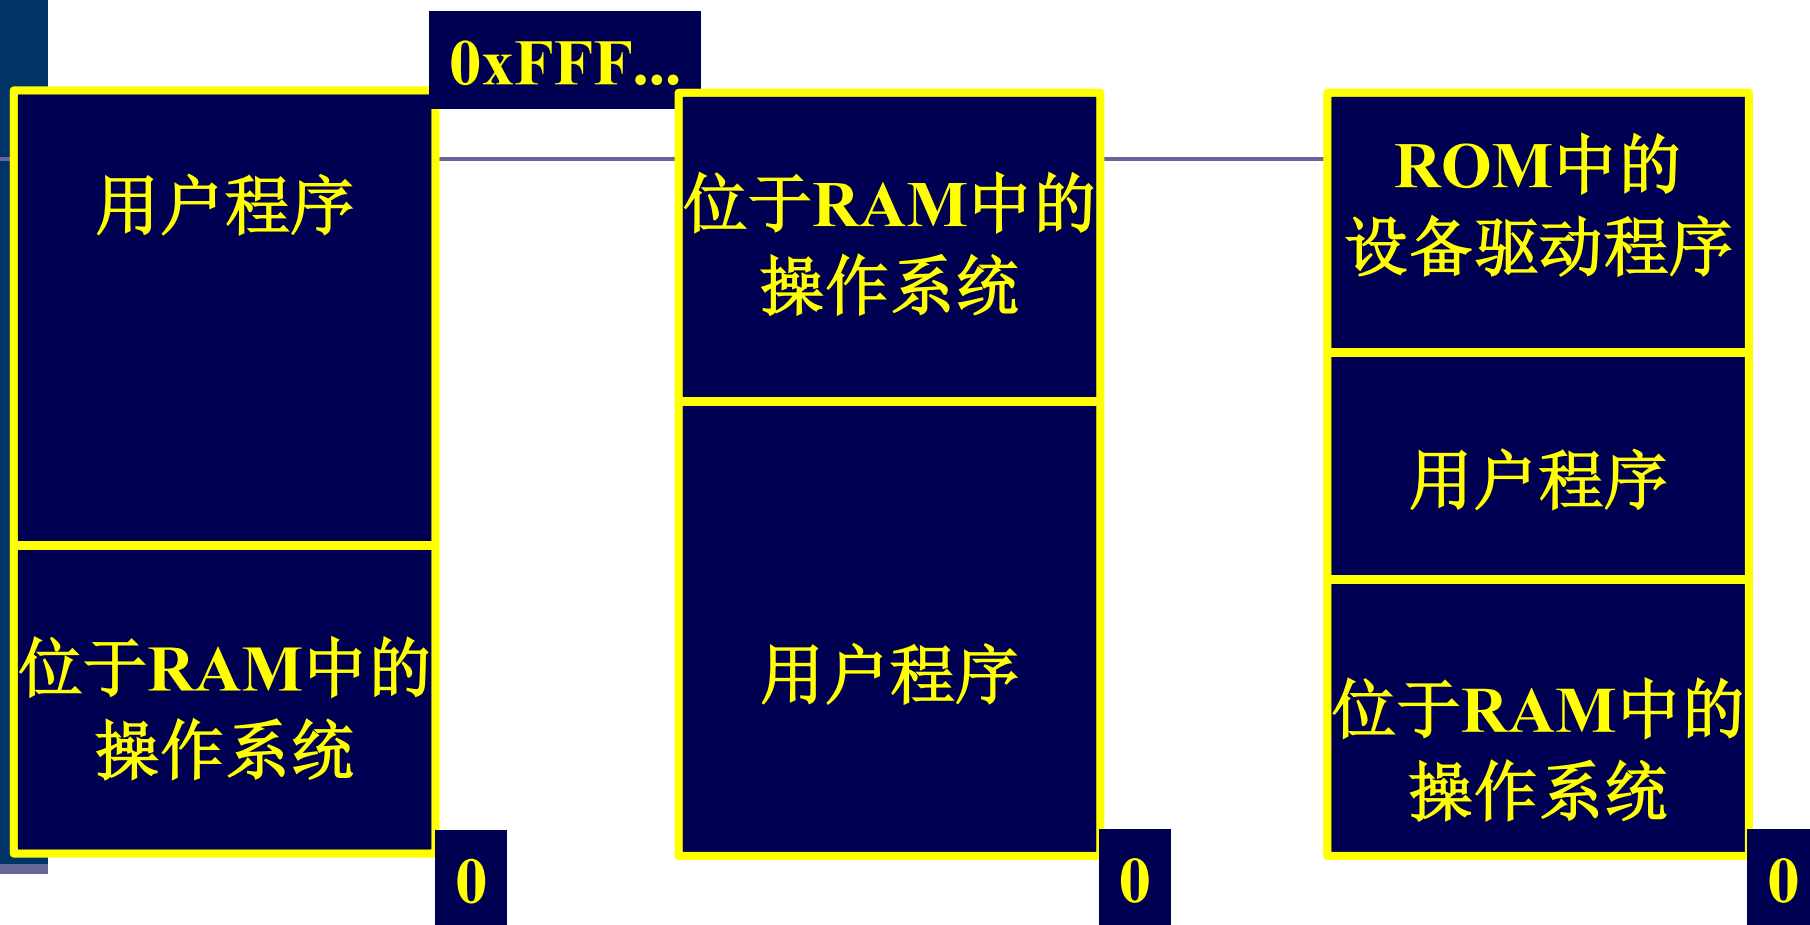 0xFFF...
用户程序
位于RAM中的
操作系统
0
位于RAM中的
操作系统
用户程序
0
ROM中的
设备驱动程序
用户程序
位于RAM中的
操作系统
0